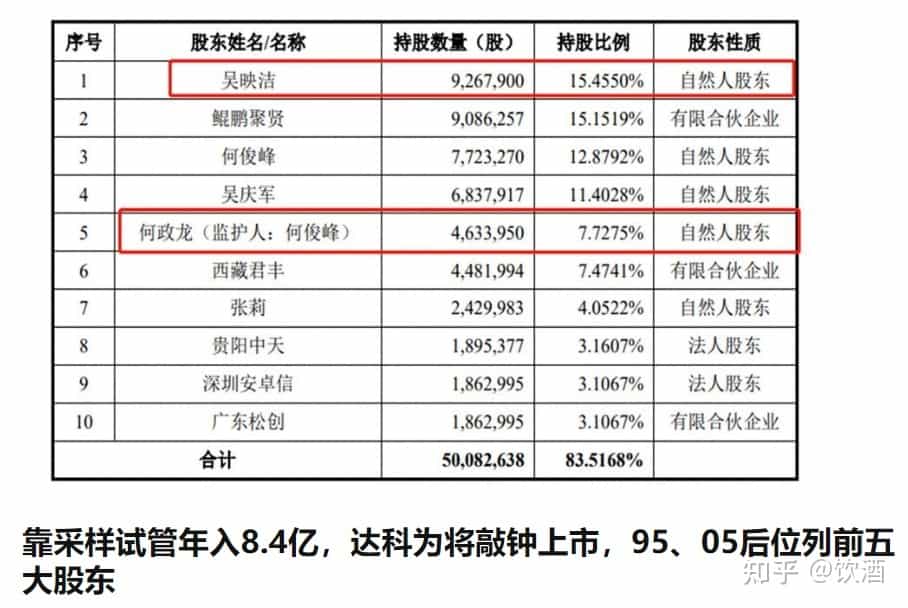 序号 股东姓名/名称 持股数量（股） 持股比例 股东性质
1 吴映洁 9,267,900 15.4550% 自然人股东
2 鲲鹏聚贤 9,086,257 15.1519% 有限合伙企业
3 何俊峰 7,723,270 12.8792% 自然人股东
4 吴庆军 6,837,917 11.4028% 自然人股东
5 何政龙（监护人：何俊峰） 4,633,950 7.7275% 自然人股东
6 西藏君丰 4,481,994 7.4741% 有限合伙企业
7 张莉 2,429,983 4.0522% 自然人股东
8 贵阳中天 1,895,377 3.1607% 法人股东
9 深圳安卓信 1,862,995 3.1067% 法人股东
10 广东松创 1,862,995 3.1067% 有限合伙企业
合计 50,082,638 83.5168%
靠采样试管年入8.4亿，达科为将敲钟上市，95、05后位列前五
大股东
知乎 @饮酒